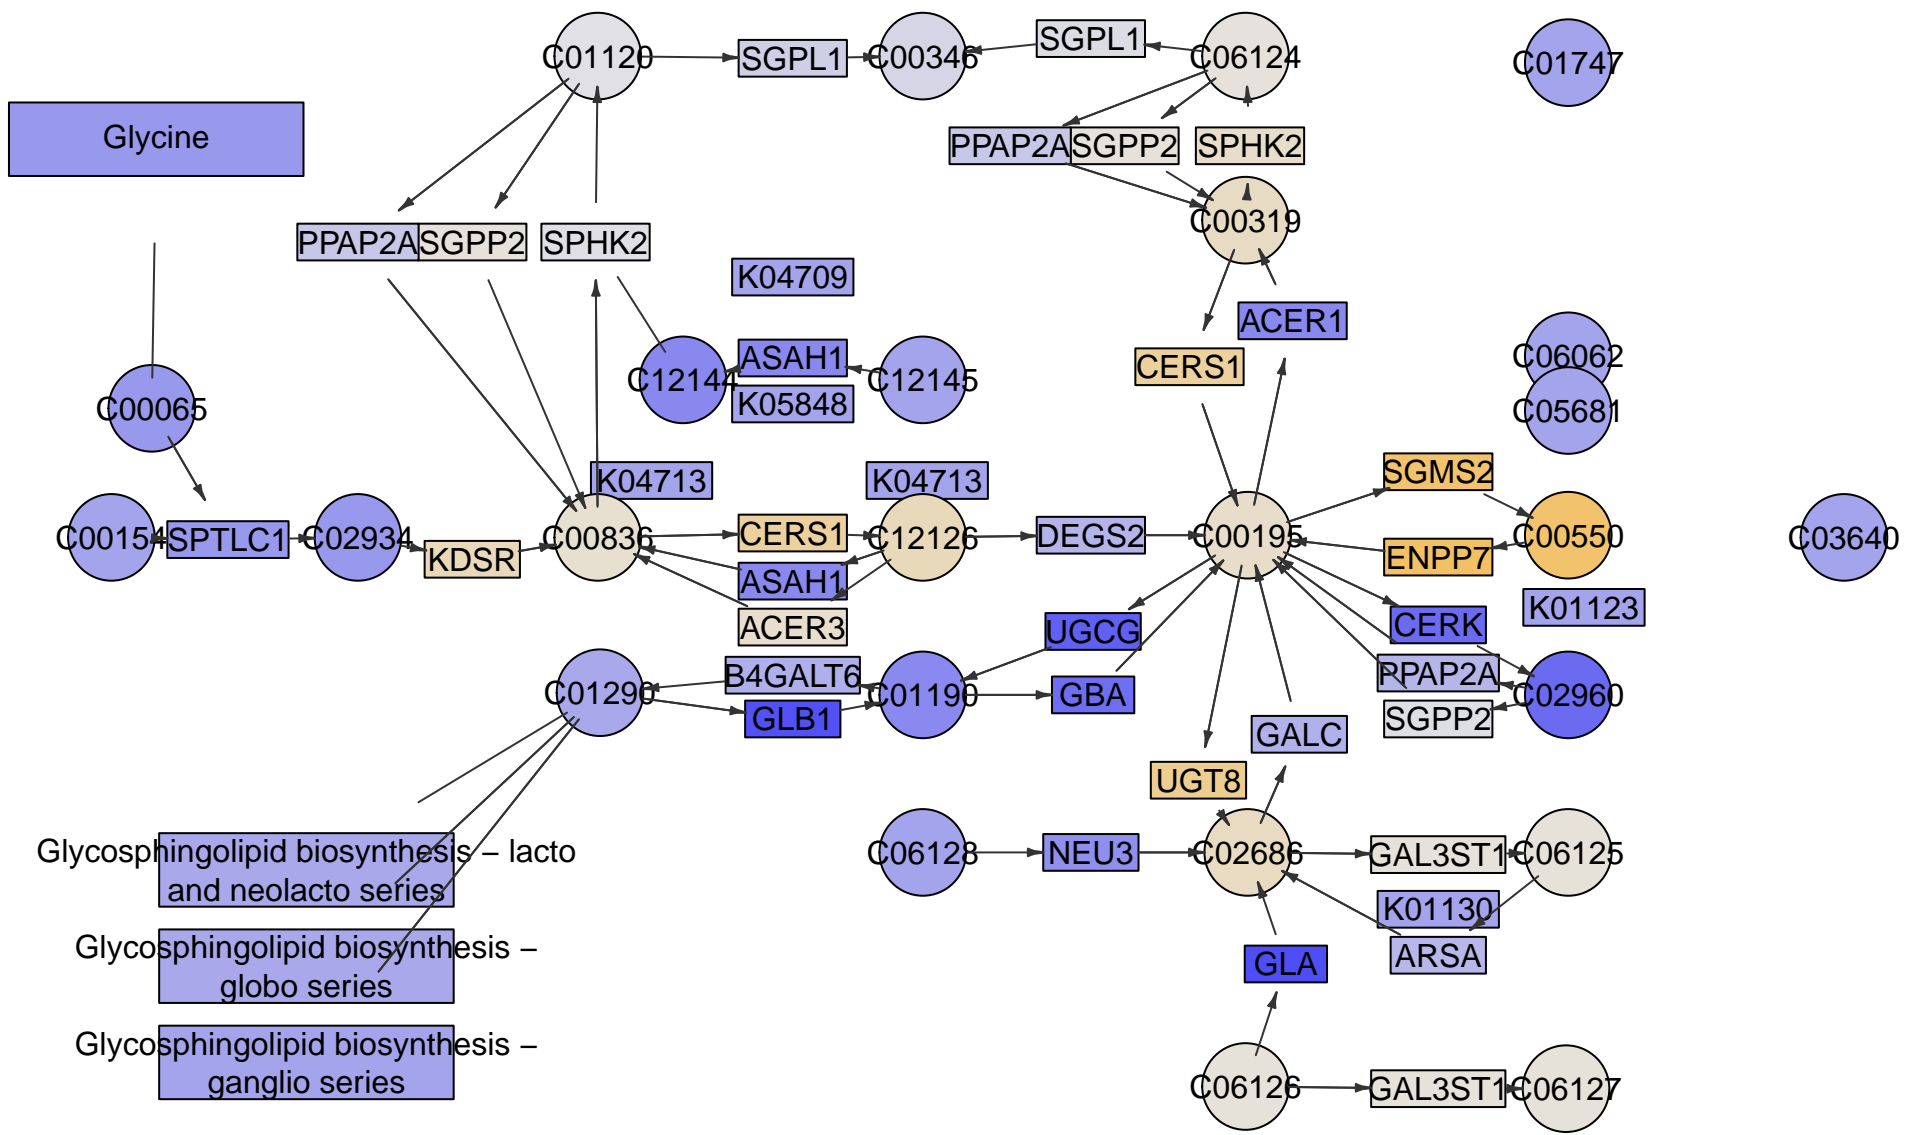 C01120
SGPL1
C00346
SGPL1
C06124
C01747
Glycine
PPAP2A
SGPP2
SPHK2
C00319
PPAP2A
SGPP2
SPHK2
K04709
ACER1
C12144
ASAH1
C12145
K05848
CERS1
C06062
C05681
C00065
K04713
K04713
SGMS2
C00154
SPTLC1
C02934
KDSR
C00836
CERS1
C12126
DEGS2
C00195
ENPP7
C00550
C03640
ASAH1
ACER3
K01123
UGCG
CERK
C01290
B4GALT6
GLB1
C01190
GBA
PPAP2A
SGPP2
C02960
GALC
UGT8
Glycosphingolipid biosynthesis – lacto
and neolacto series
C06128
NEU3
C02686
GAL3ST1
C06125
K01130
ARSA
Glycosphingolipid biosynthesis –
globo series
GLA
Glycosphingolipid biosynthesis –
ganglio series
C06126
GAL3ST1
C06127